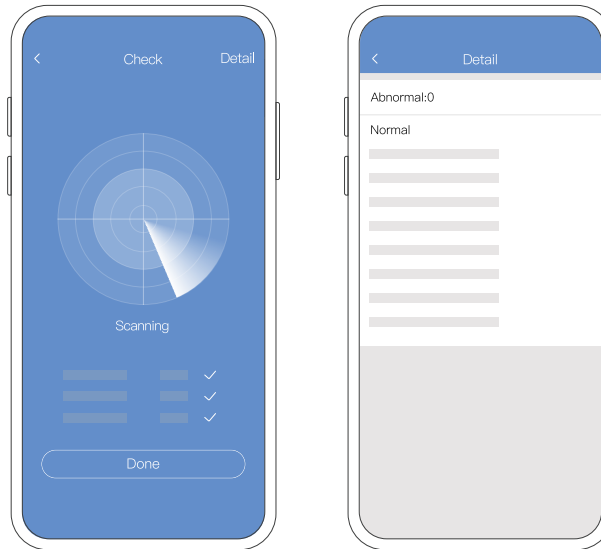 Check
Detail
Scanning
Done
Detail
Abnormal:0
Normal